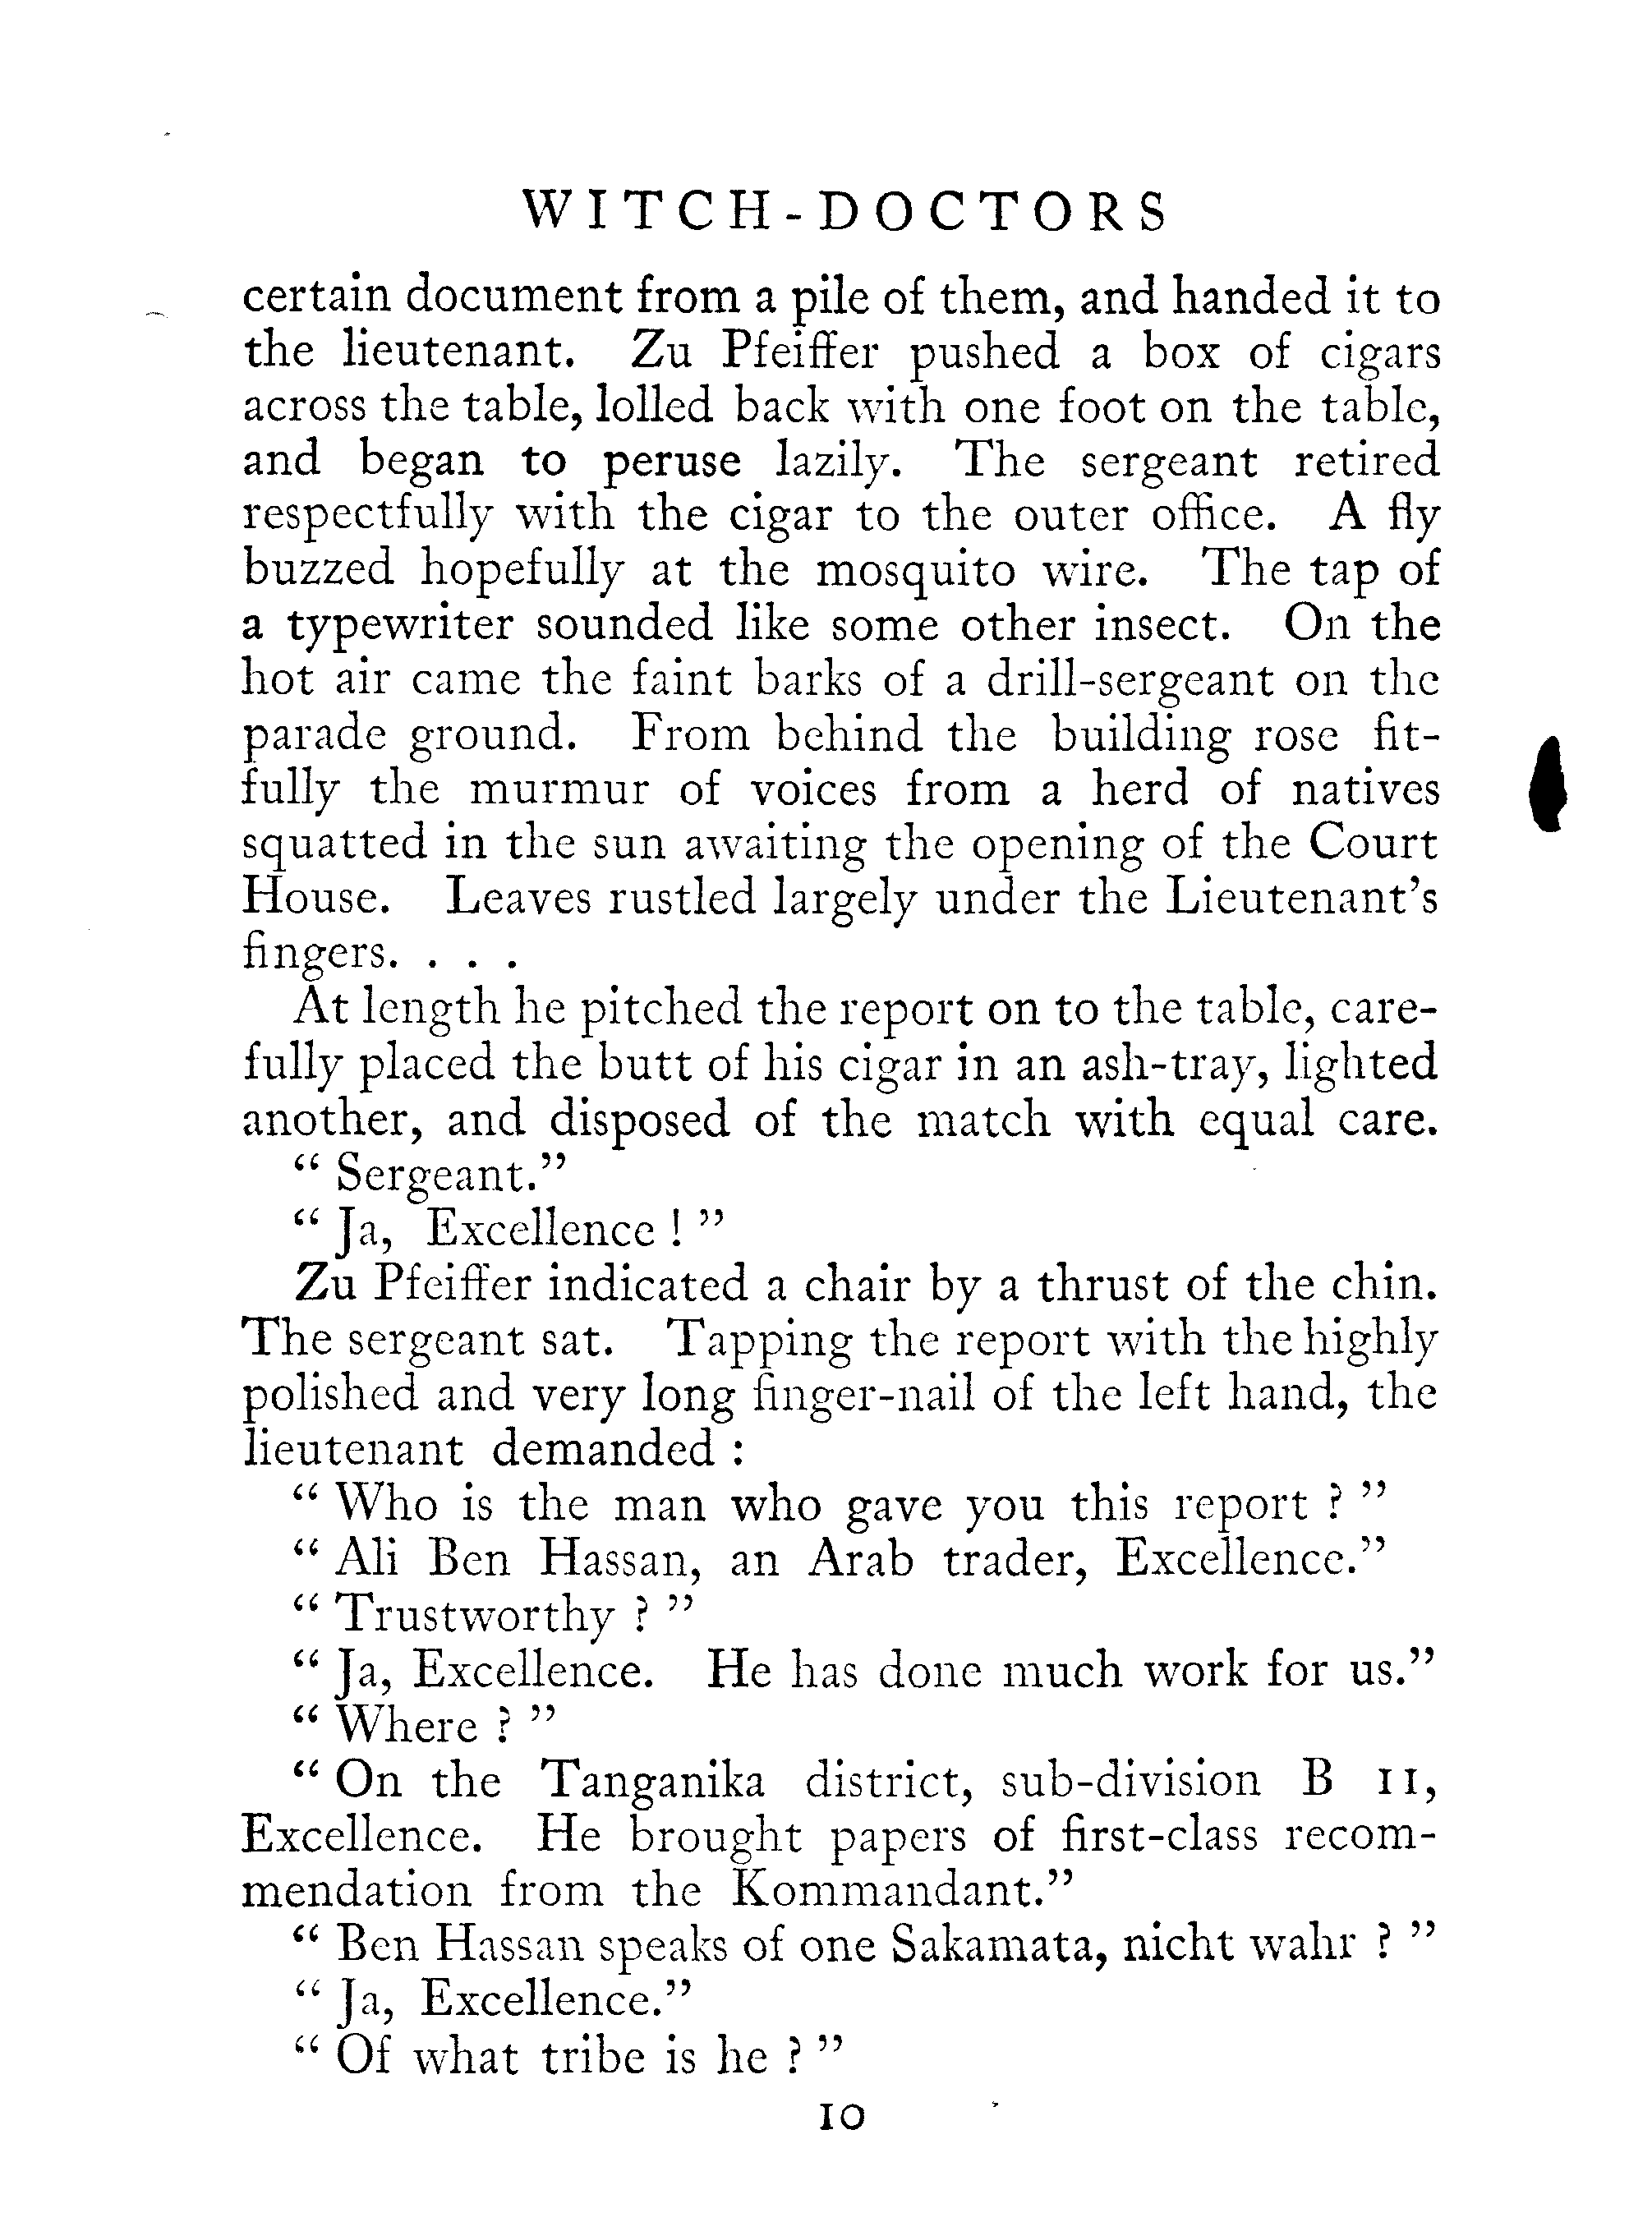 WITCH-DOCTORS
certain document from a pile of them, and handed it to
the lieutenant. Zu Pfeiffer pushed a box of cigars
across the table, lolled back with one foot on the table,
and began to peruse lazily. The sergeant retired
respectfully with the cigar to the outer office. A fly
buzzed hopefully at the mosquito wire. The tap of
a typewriter sounded like some other insect. On the
hot air came the faint barks of a drill-sergeant on the
parade ground. From behind the building rose fit-
fully the murmur of voices from a herd of natives
squatted in the sun awaiting the opening of the Court
House. Leaves rustled largely under the Lieutenant's
fingers. . . .
At length he pitched the report on to the table, care-
fully placed the butt of his cigar in an ash-tray, lighted
another, and disposed of the match with equal care.
“ Sergeant.”
“ Ja, Excellence ! ”
Zu Pfeiffer indicated a chair by a thrust of the chin.
The sergeant sat. Tapping the report with the highly
polished and very long finger-nail of the left hand, the
lieutenant demanded :
“ Who is the man who gave you this report ? ”
“ Ali Ben Hassan, an Arab trader, Excellence.”
“ Trustworthy ? ”
“ Ja, Excellence. He has done much work for us.”
“ Where ? ”
“ On the Tanganika district, sub-division B 11,
Excellence. He brought papers of first-class recom-
mendation from the Kommandant.”
“ Ben Hassan speaks of one Sakamata, nicht wahr ? ”
“ Ja, Excellence.”
“ Of what tribe is he ? ”
10